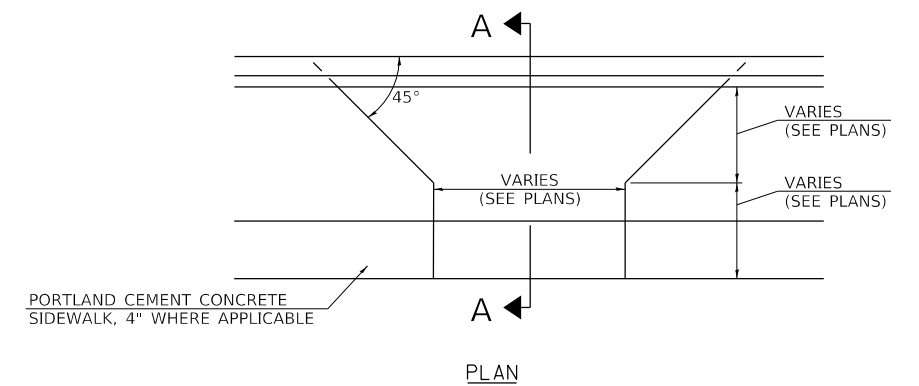 A
45°
VARIES
(SEE PLANS)
VARIES
(SEE PLANS)
VARIES
(SEE PLANS)
PORTLAND CEMENT CONCRETE
SIDEWALK, 4" WHERE APPLICABLE
A
PLAN